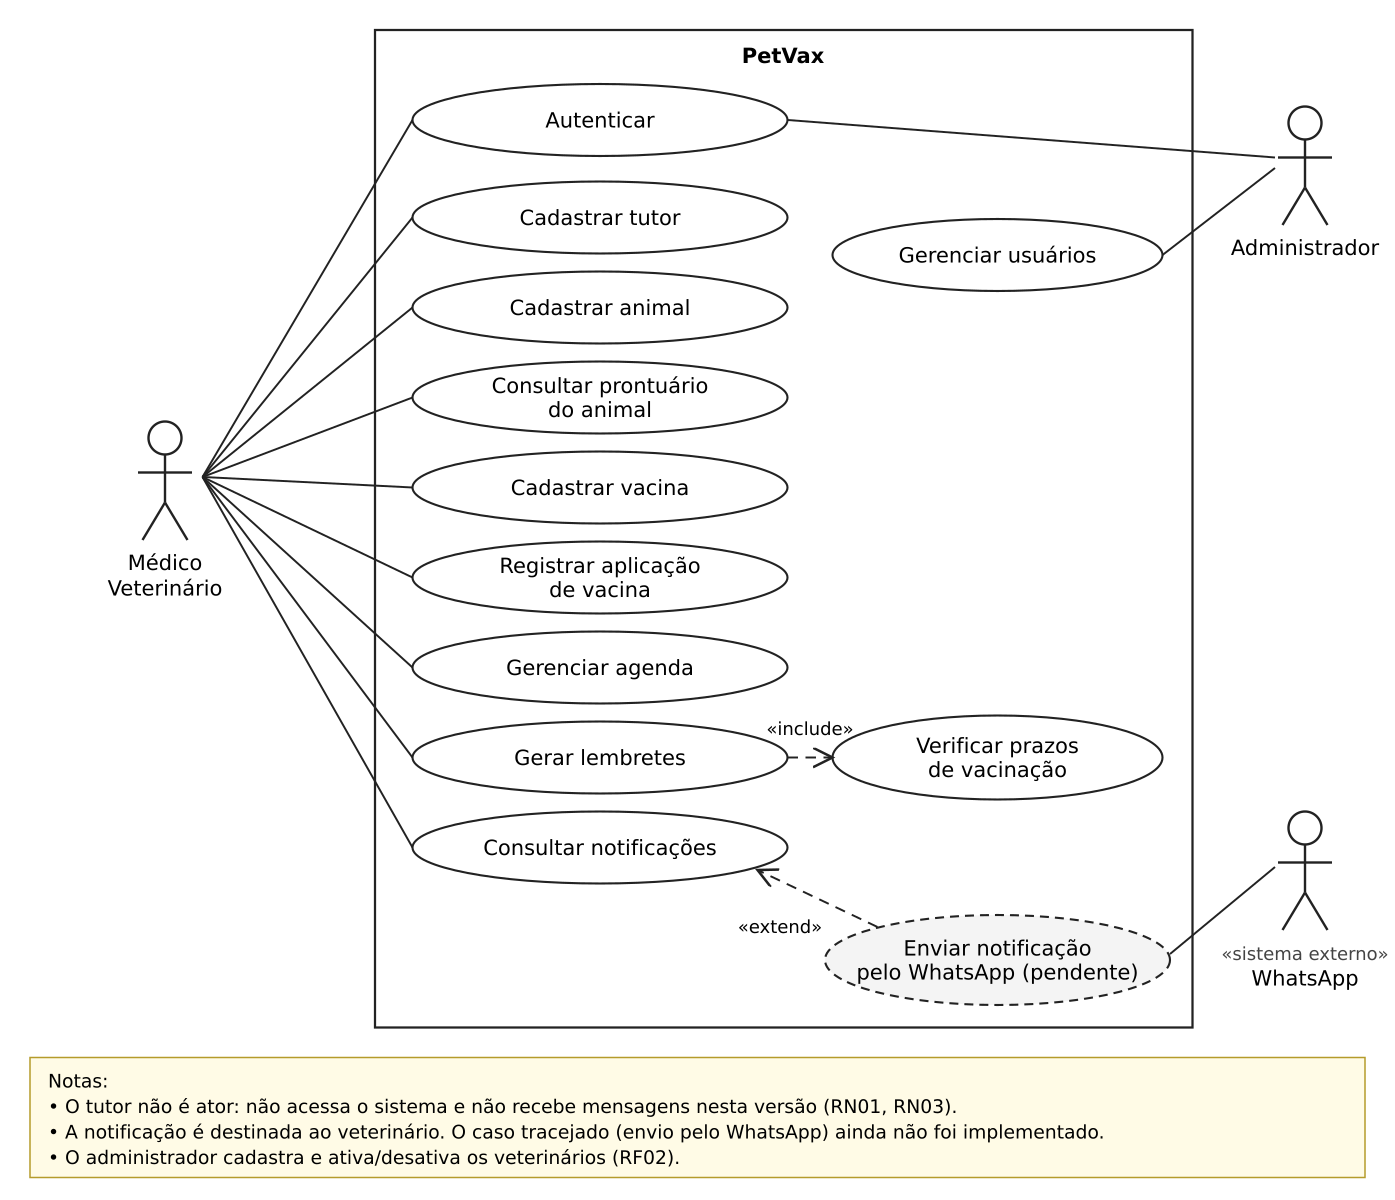 PetVax
Autenticar
Cadastrar tutor
Gerenciar usuários
Administrador
Cadastrar animal
Consultar prontuário
do animal
Cadastrar vacina
Médico
Veterinário
Registrar aplicação
de vacina
Gerenciar agenda
«include»
Gerar lembretes
Verificar prazos
de vacinação
Consultar notificações
«extend»
Enviar notificação
pelo WhatsApp (pendente)
«sistema externo»
WhatsApp
Notas:
• O tutor não é ator: não acessa o sistema e não recebe mensagens nesta versão (RN01, RN03).
• A notificação é destinada ao veterinário. O caso tracejado (envio pelo WhatsApp) ainda não foi implementado.
• O administrador cadastra e ativa/desativa os veterinários (RF02).